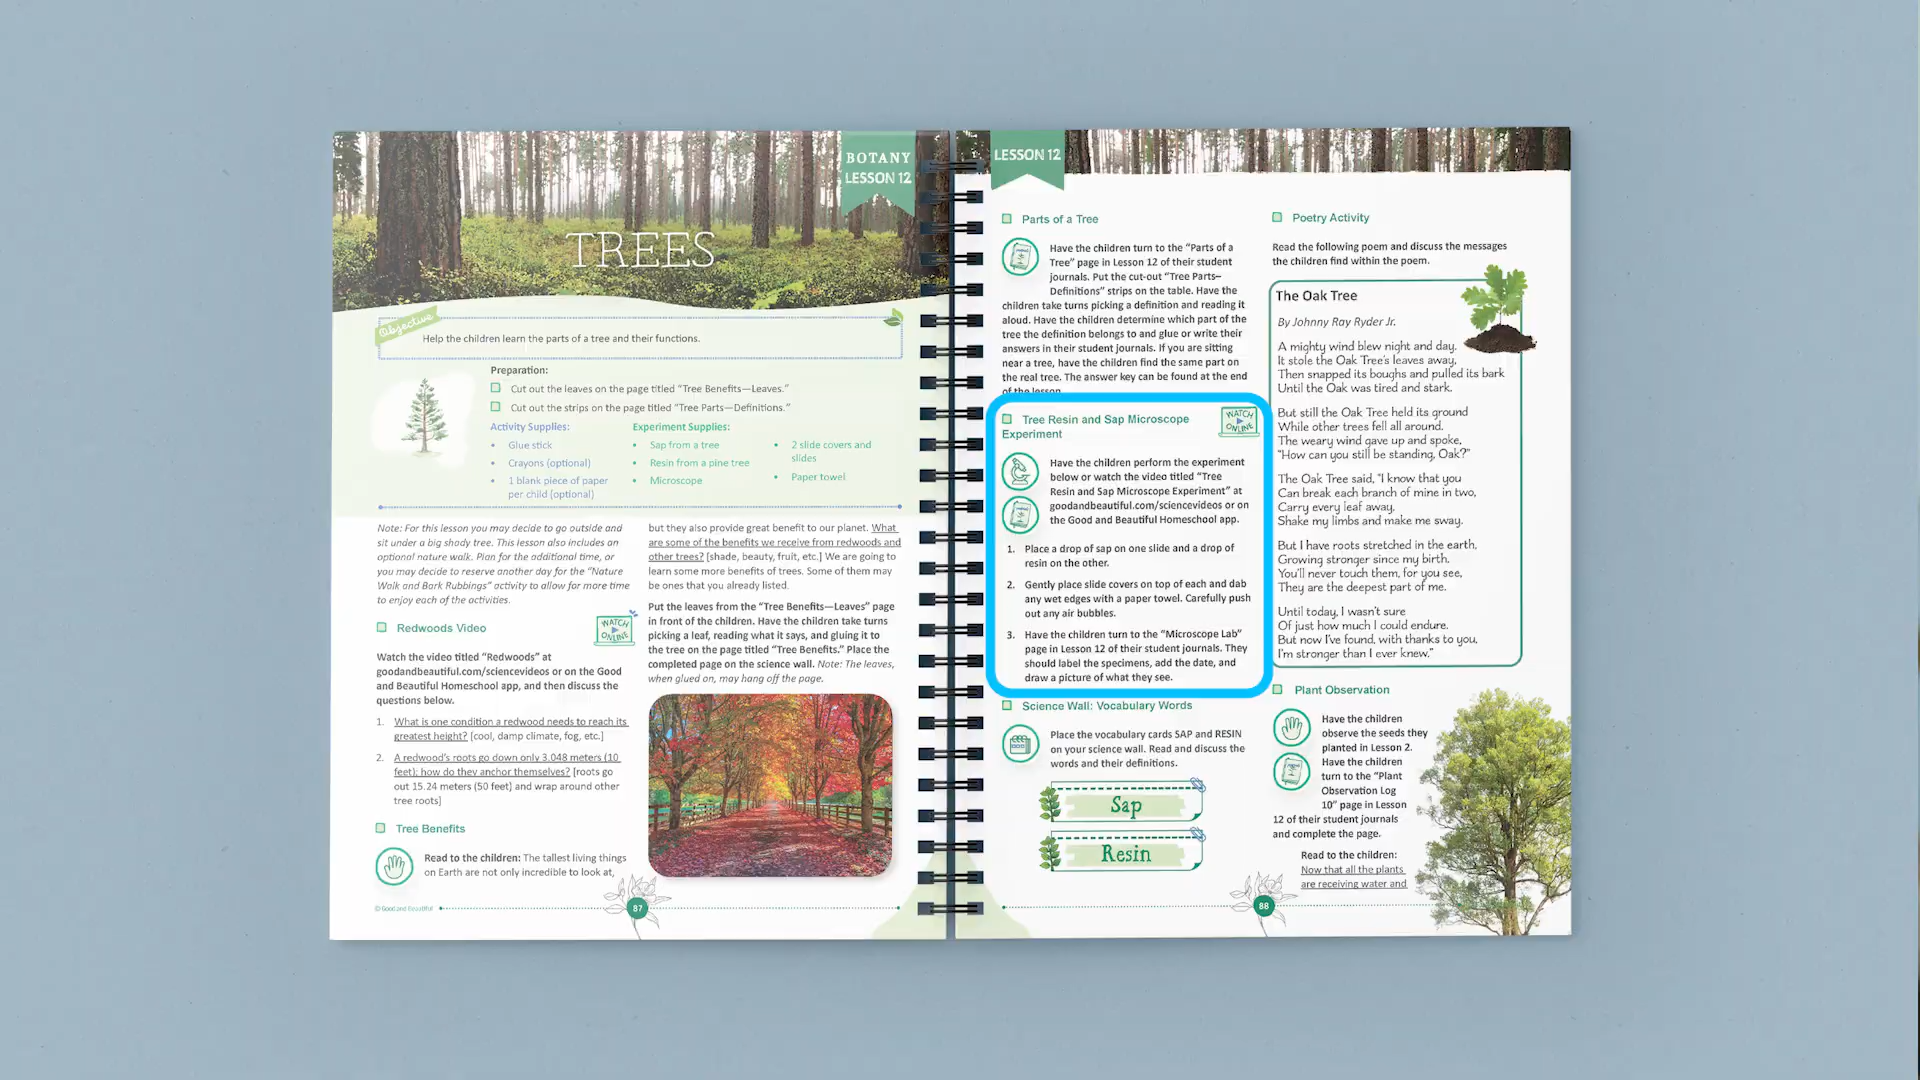 BOTANY
LESSON 12
TREES
Objective
Help the children learn the parts of a tree and their functions.
Preparation:
Cut out the leaves on the page titled “Tree Benefits—Leaves.”
Cut out the strips on the page titled “Tree Parts—Definitions.”
Activity Supplies:
• Glue stick
• Crayons (optional)
• 1 blank piece of paper
per child (optional)
Experiment Supplies:
• Sap from a tree
• Resin from a pine tree
• Microscope
• 2 slide covers and
slides
• Paper towel
Note: For this lesson you may decide to go outside and
sit under a big shady tree. This lesson also includes an
optional nature walk. Plan for the additional time, or
you may decide to reserve another day for the “Nature
Walk and Bark Rubbings” activity to allow for more time
to enjoy each of the activities.
Redwoods Video
WATCH
ONLINE
Watch the video titled “Redwoods” at
goodandbeautiful.com/sciencevideos or on the Good
and Beautiful Homeschool app, and then discuss the
questions below.
1. What is one condition a redwood needs to reach its
greatest height? [cool, damp climate, fog, etc.]
2. A redwood’s roots go down only 3.048 meters (10
feet); how do they anchor themselves? [roots go
out 15.24 meters (50 feet) and wrap around other
tree roots]
Tree Benefits
Read to the children: The tallest living things
on Earth are not only incredible to look at,
but they also provide great benefit to our planet. What
are some of the benefits we receive from redwoods and
other trees? [shade, beauty, fruit, etc.] We are going to
learn some more benefits of trees. Some of them may
be ones that you already listed.
Put the leaves from the “Tree Benefits—Leaves” page
in front of the children. Have the children take turns
picking a leaf, reading what it says, and gluing it to
the tree on the page titled “Tree Benefits.” Place the
completed page on the science wall. Note: The leaves,
when glued on, may hang off the page.
© Good and Beautiful
87
LESSON 12
Parts of a Tree
Have the children turn to the “Parts of a
Tree” page in Lesson 12 of their student
journals. Put the cut-out “Tree Parts—
Definitions” strips on the table. Have the
children take turns picking a definition and reading it
aloud. Have the children determine which part of the
tree the definition belongs to and glue or write their
answers in their student journals. If you are sitting
near a tree, have the children find the same part on
the real tree. The answer key can be found at the end
of the lesson.
Tree Resin and Sap Microscope
Experiment
WATCH
ONLINE
Have the children perform the experiment
below or watch the video titled “Tree
Resin and Sap Microscope Experiment” at
goodandbeautiful.com/sciencevideos or on
the Good and Beautiful Homeschool app.
1. Place a drop of sap on one slide and a drop of
resin on the other.
2. Gently place slide covers on top of each and dab
any wet edges with a paper towel. Carefully push
out any air bubbles.
3. Have the children turn to the “Microscope Lab”
page in Lesson 12 of their student journals. They
should label the specimens, add the date, and
draw a picture of what they see.
Science Wall: Vocabulary Words
Place the vocabulary cards SAP and RESIN
on your science wall. Read and discuss the
words and their definitions.
Sap
Resin
Poetry Activity
Read the following poem and discuss the messages
the children find within the poem.
The Oak Tree
By Johnny Ray Ryder Jr.
A mighty wind blew night and day.
It stole the Oak Tree’s leaves away,
Then snapped its boughs and pulled its bark
Until the Oak was tired and stark.
But still the Oak Tree held its ground
While other trees fell all around.
The weary wind gave up and spoke,
“How can you still be standing, Oak?”
The Oak Tree said, “I know that you
Can break each branch of mine in two,
Carry every leaf away,
Shake my limbs and make me sway.
But I have roots stretched in the earth,
Growing stronger since my birth.
You’ll never touch them, for you see,
They are the deepest part of me.
Until today, I wasn’t sure
Of just how much I could endure.
But now I’ve found, with thanks to you,
I’m stronger than I ever knew.”
Plant Observation
Have the children
observe the seeds they
planted in Lesson 2.
Have the children
turn to the “Plant
Observation Log
10” page in Lesson
12 of their student journals
and complete the page.
Read to the children:
Now that all the plants
are receiving water and
88